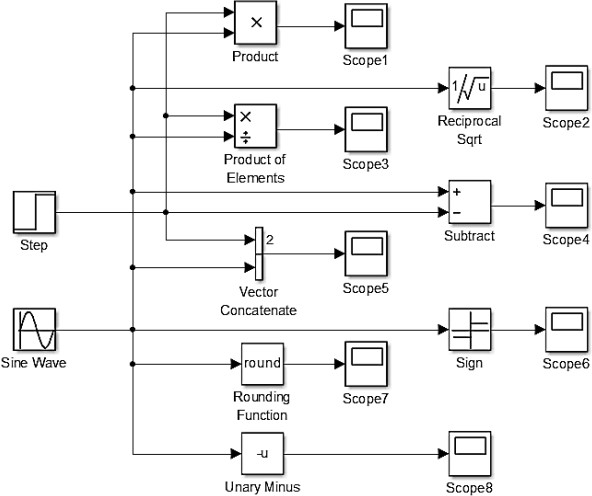 ×
Product
Scope1
1/√u
Reciprocal
Sqrt
Scope2
×
÷
Product of
Elements
Scope3
Step
+
−
Subtract
Scope4
2
Vector
Concatenate
Scope5
Sine Wave
Sign
Scope6
round
Rounding
Function
Scope7
-u
Unary Minus
Scope8